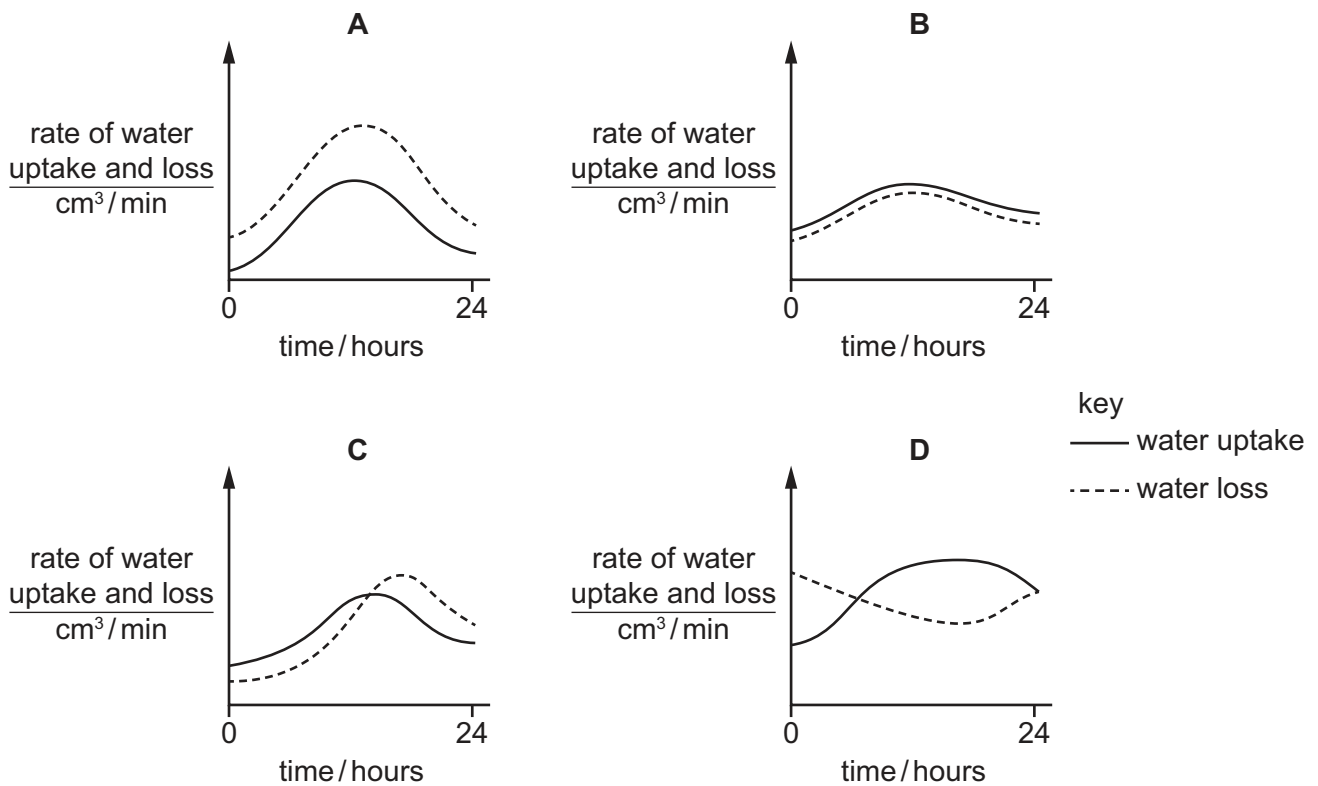 A
rate of water
uptake and loss
cm³ / min
0
24
time / hours
B
rate of water
uptake and loss
cm³ / min
0
24
time / hours
key
water uptake
water loss
C
rate of water
uptake and loss
cm³ / min
0
24
time / hours
D
rate of water
uptake and loss
cm³ / min
0
24
time / hours